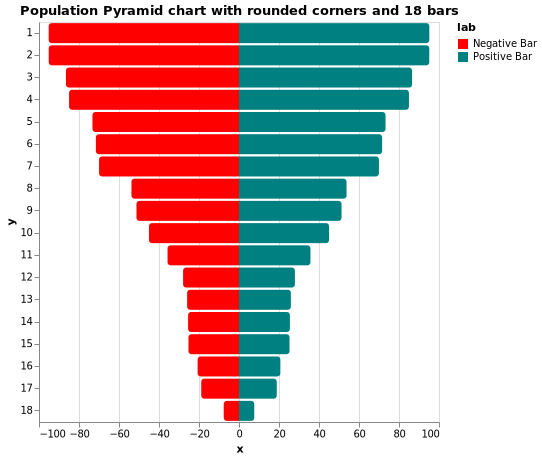 Population Pyramid chart with rounded corners and 18 bars
lab
Negative Bar
Positive Bar
y
1
2
3
4
5
6
7
8
9
10
11
12
13
14
15
16
17
18
−100 −80 −60 −40 −20 0 20 40 60 80 100
x